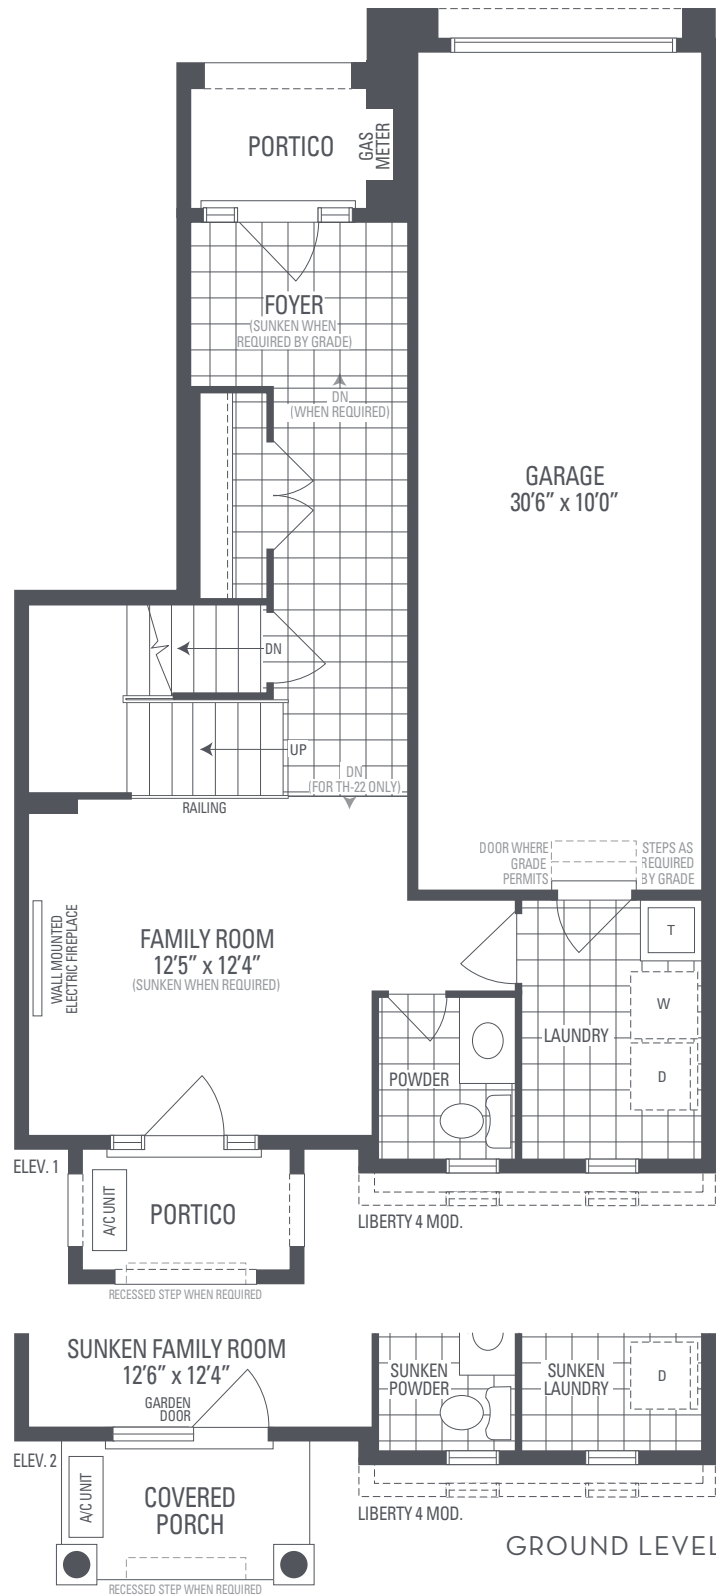 PORTICO
GAS
METER
FOYER
(SUNKEN WHEN
REQUIRED BY GRADE)
DN
(WHEN REQUIRED)
GARAGE
30'6" x 10'0"
DN
UP
DN
(FOR TH-22 ONLY)
RAILING
DOOR WHERE
GRADE
PERMITS
STEPS AS
REQUIRED
BY GRADE
WALL MOUNTED
ELECTRIC FIREPLACE
FAMILY ROOM
12'5" x 12'4"
(SUNKEN WHEN REQUIRED)
T
W
LAUNDRY
D
POWDER
ELEV. 1
A/C UNIT
PORTICO
LIBERTY 4 MOD.
RECESSED STEP WHEN REQUIRED
SUNKEN FAMILY ROOM
12'6" x 12'4"
GARDEN
DOOR
SUNKEN
POWDER
SUNKEN
LAUNDRY
D
ELEV. 2
A/C UNIT
COVERED
PORCH
LIBERTY 4 MOD.
GROUND LEVEL
RECESSED STEP WHEN REQUIRED